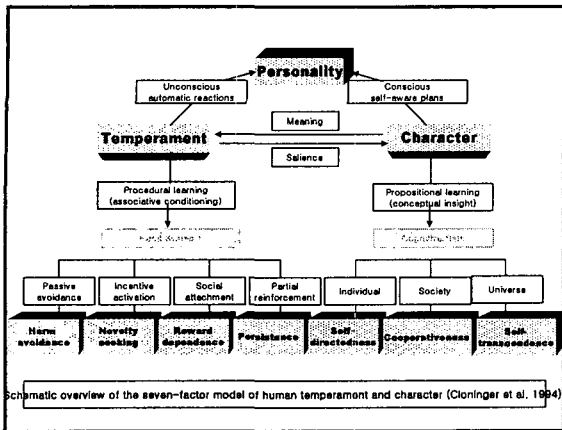 Personality
Unconscious
automatic reactions
Conscious
self-aware plans
Meaning
Temperament
Character
Salience
Procedural learning
(associative conditioning)
Propositional learning
(conceptual insight)
Passive
avoidance
Incentive
activation
Social
attachment
Partial
reinforcement
Individual
Society
Universe
Harm
avoidance
Novelty
seeking
Reward
dependence
Persistence
Self-
directedness
Cooperativeness
Self-
transcendence
Schematic overview of the seven-factor model of human temperament and character (Cloninger et al. 1994)